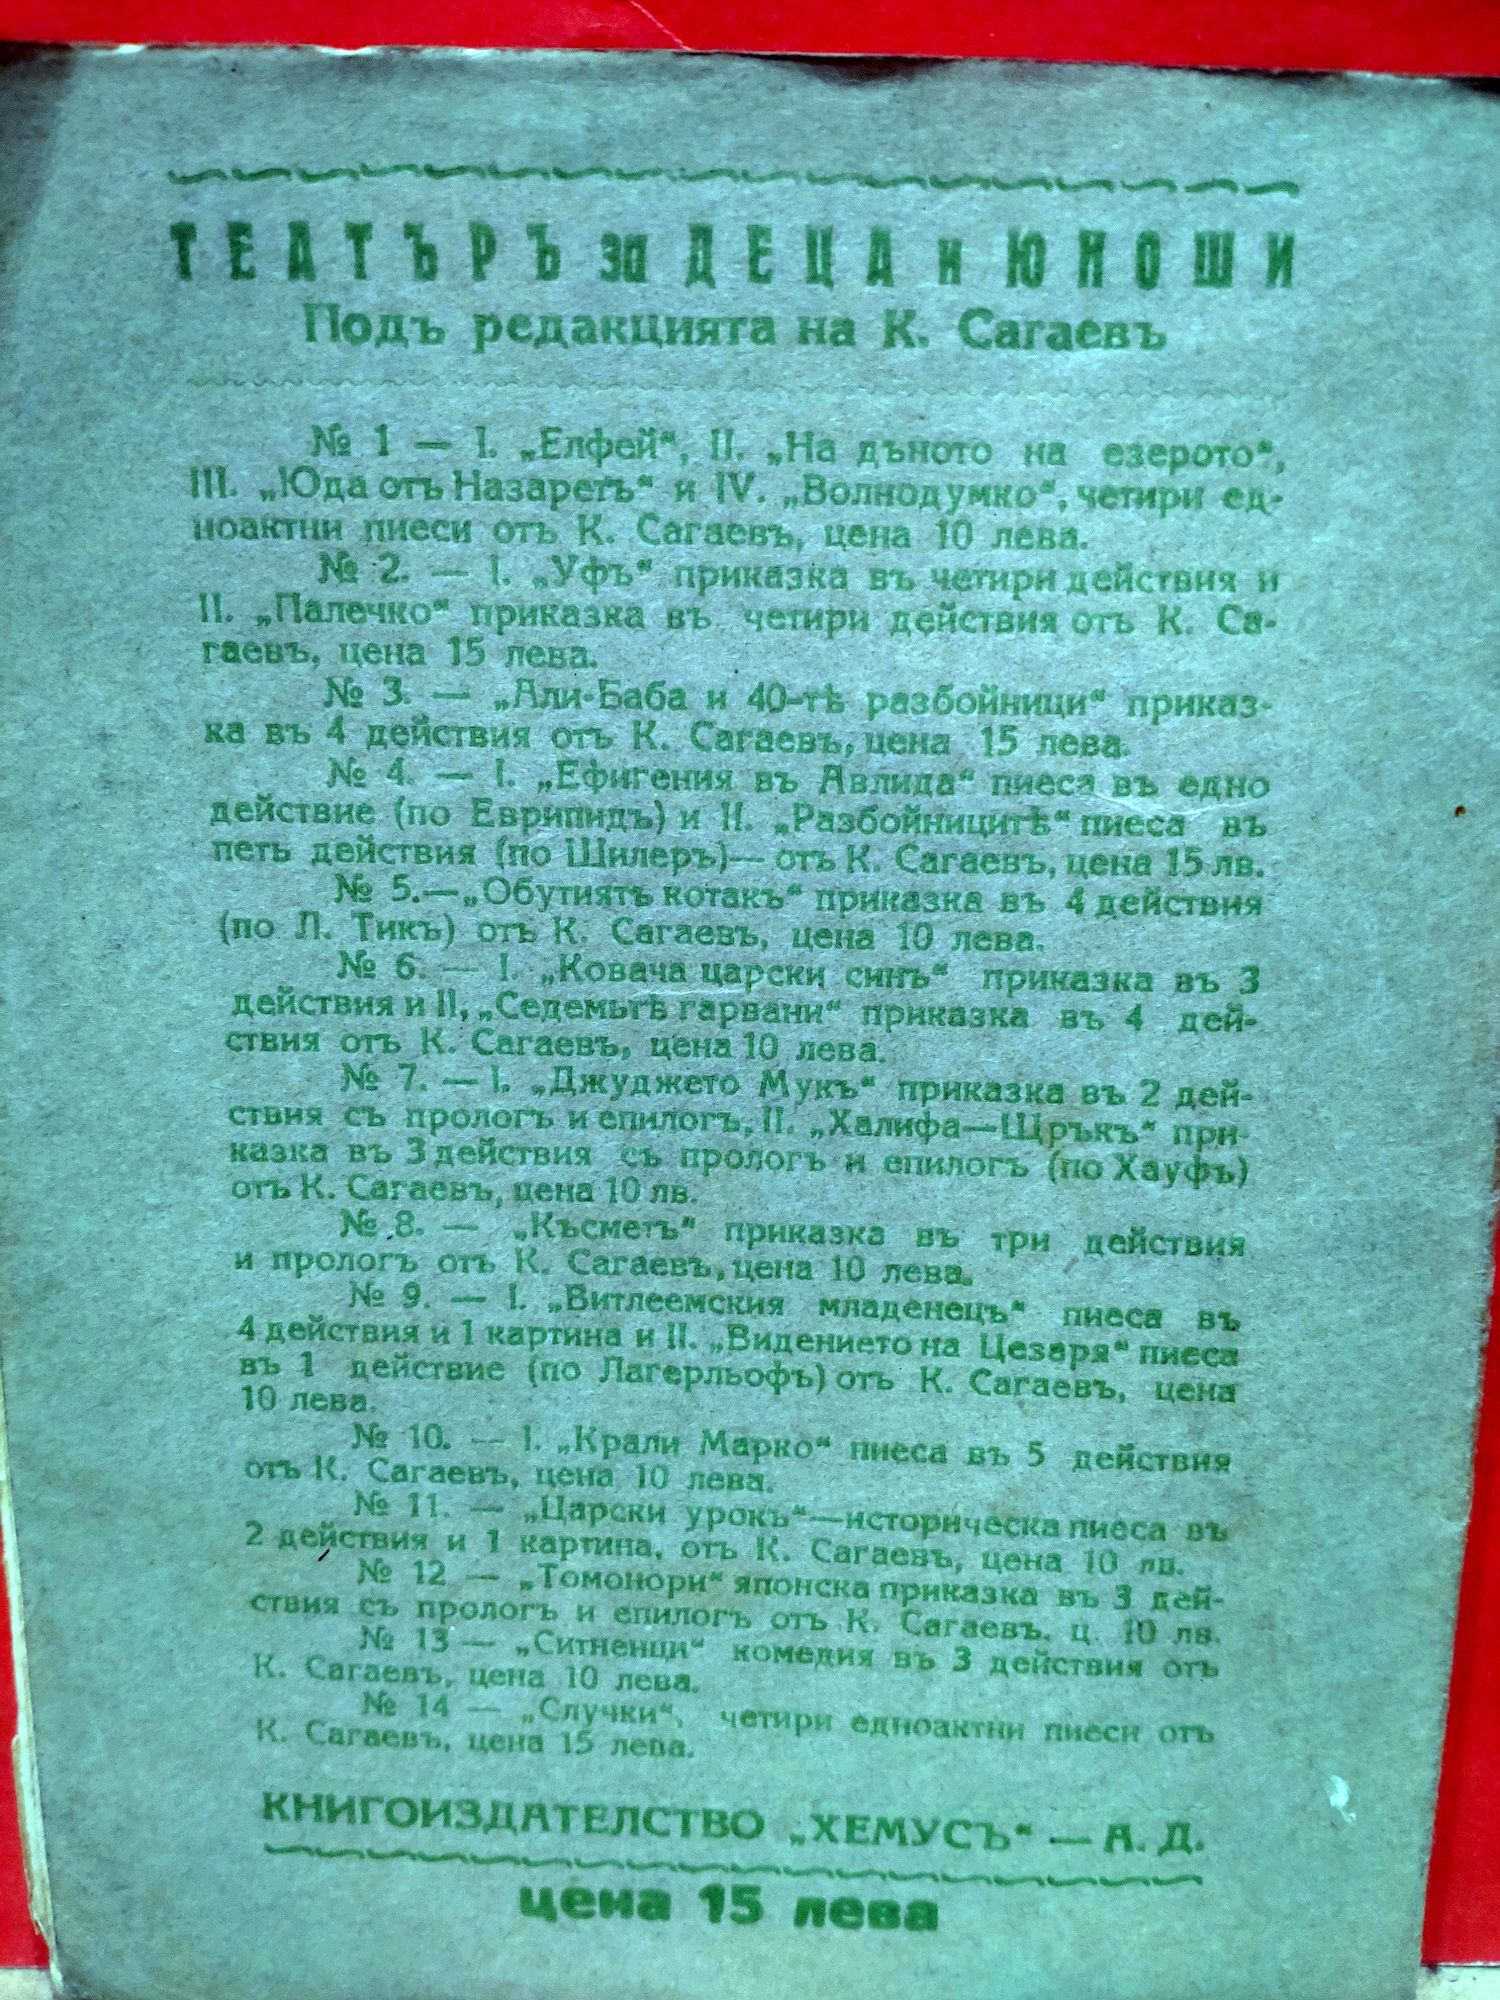 ТЕАТЪРЪ за ДЕЦА и ЮНОШИ
Подъ редакцията на К. Сагаевъ
№ 1 — I. „Елфей“, II. „На дъното на езерото“,
III. „Юда отъ Назаретъ“ и IV. „Волнодумко“, четири ед-
ноактни пиеси отъ К. Сагаевъ, цена 10 лева.
№ 2. — I. „Уфъ“ приказка въ четири действия и
II. „Палечко“ приказка въ четири действия отъ К. Са-
гаевъ, цена 15 лева.
№ 3. — „Али-Баба и 40-тѣ разбойници“ приказ-
ка въ 4 действия отъ К. Сагаевъ, цена 15 лева.
№ 4. — I. „Ефигения въ Авлида“ пиеса въ едно
действие (по Еврипидъ) и II. „Разбойницитѣ“ пиеса въ
петь действия (по Шилеръ)— отъ К. Сагаевъ, цена 15 лв.
№ 5.—„Обутиятъ котакъ“ приказка въ 4 действия
(по Л. Тикъ) отъ К. Сагаевъ, цена 10 лева.
№ 6. — I. „Ковача царски синъ“ приказка въ 3
действия и II, „Седемьтѣ гарвани“ приказка въ 4 дей-
ствия отъ К. Сагаевъ, цена 10 лева.
№ 7. — I. „Джуджето Мукъ“ приказка въ 2 дей-
ствия съ прологъ и епилогъ, II. „Халифа—Щръкъ“ при-
казка въ 3 действия съ прологъ и епилогъ (по Хауфъ)
отъ К. Сагаевъ, цена 10 лв.
№ 8. — „Късметъ“ приказка въ три действия
и прологъ отъ К. Сагаевъ, цена 10 лева.
№ 9. — I. „Витлеемския младенецъ“ пиеса въ
4 действия и 1 картина и II. „Видението на Цезаря“ пиеса
въ 1 действие (по Лагерльофъ) отъ К. Сагаевъ, цена
10 лева.
№ 10. — I. „Крали Марко“ пиеса въ 5 действия
отъ К. Сагаевъ, цена 10 лева.
№ 11. — „Царски урокъ“—историческа пиеса въ
2 действия и 1 картина, отъ К. Сагаевъ, цена 10 лв.
№ 12 — „Томонори“ японска приказка въ 3 дей-
ствия съ прологъ и епилогъ отъ К. Сагаевъ. ц. 10 лв.
№ 13 — „Ситненци“ комедия въ 3 действия отъ
К. Сагаевъ, цена 10 лева.
№ 14 — „Случки“, четири едноактни пиеси отъ
К. Сагаевъ, цена 15 лева.
КНИГОИЗДАТЕЛСТВО „ХЕМУСЪ“ — А. Д.
цена 15 лева